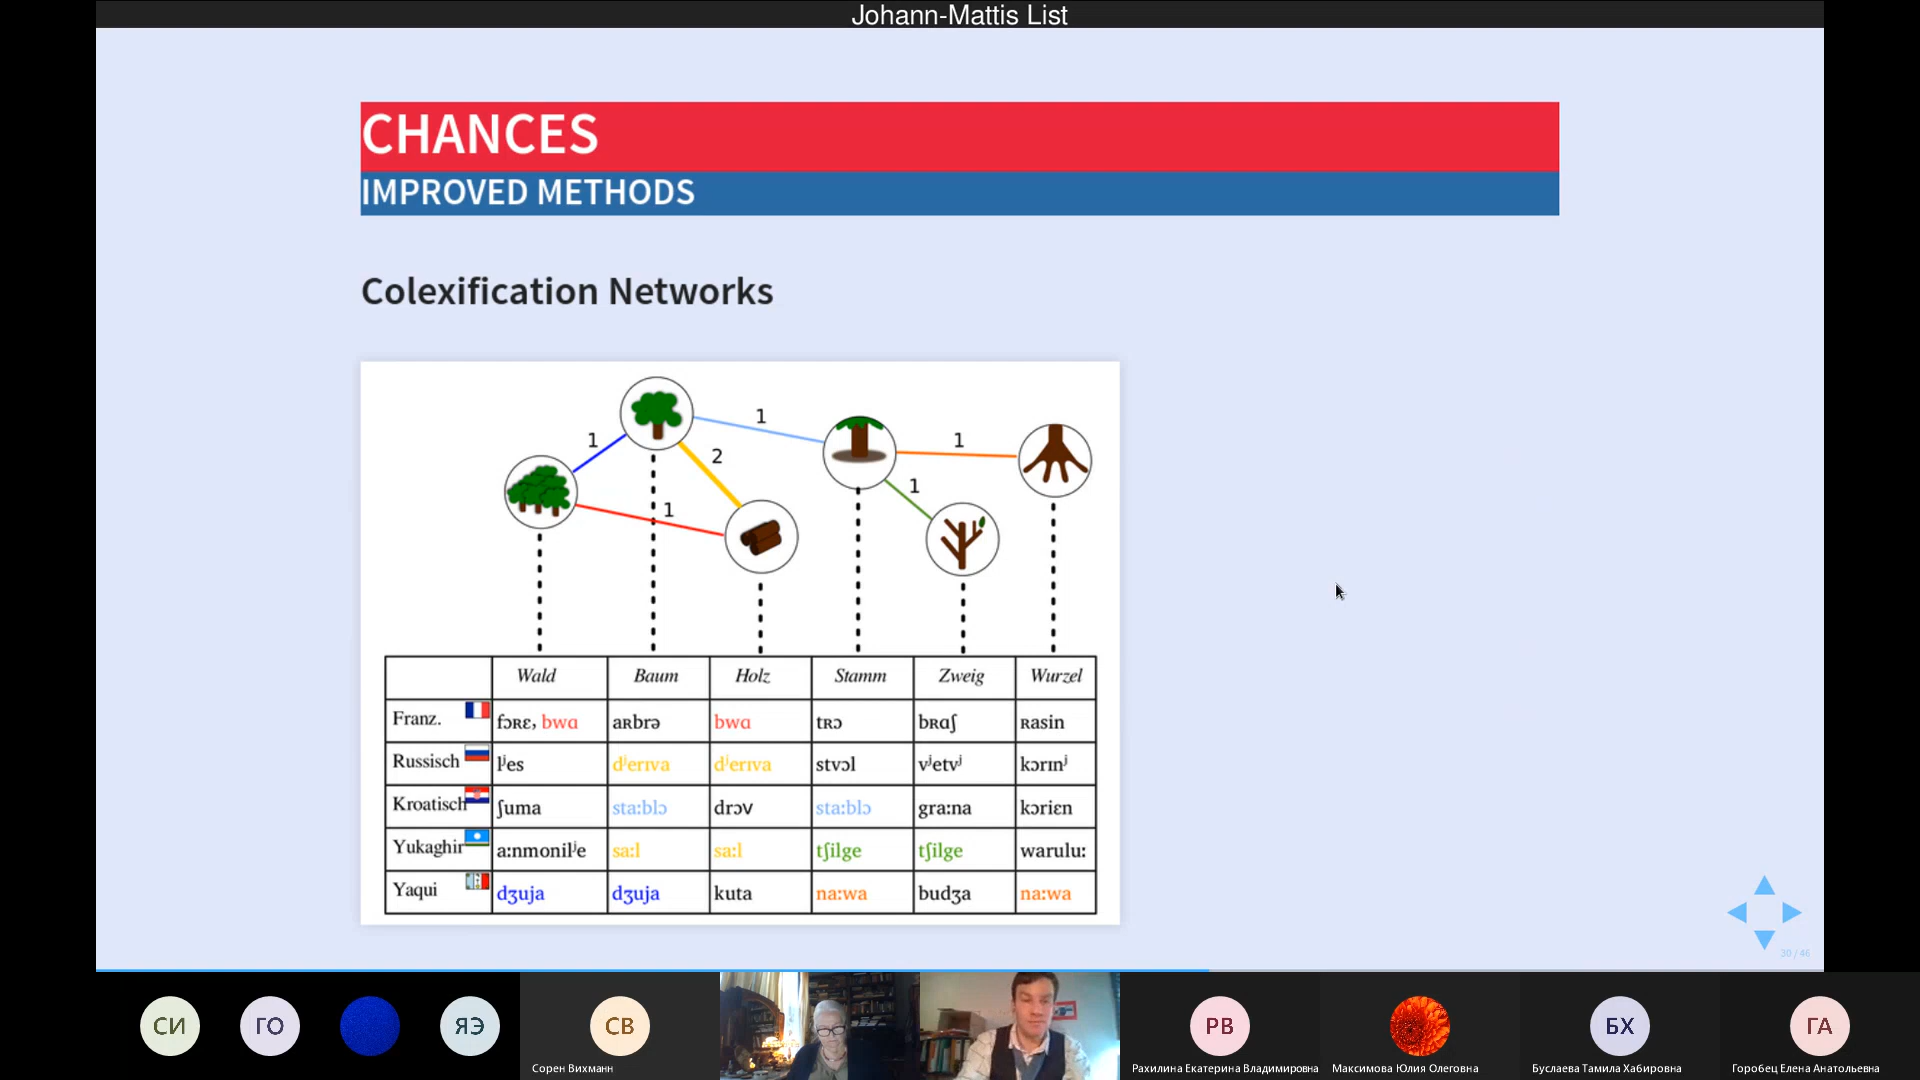 Johann-Mattis List
CHANCES
IMPROVED METHODS
Colexification Networks
1
1
2
1
1
1
Wald Baum Holz Stamm Zweig Wurzel
Franz. fɔʀɛ, bwɑ aʀbrə bwɑ tʀɔ bʀɑʃ ʀasin
Russisch lʲes dʲerɪva dʲerɪva stvɔl vʲetvʲ kɔrɪnʲ
Kroatisch ʃuma sta:blɔ drɔv sta:blɔ gra:na kɔriɛn
Yukaghir a:nmonilʲe sa:l sa:l tʃilge tʃilge warulu:
Yaqui dʒuja dʒuja kuta na:wa budʒa na:wa
30 / 46
СИ ГО ЯЭ СВ РВ БХ ГА
Сорен Вихманн Рахилина Екатерина Владимировна Максимова Юлия Олеговна Буслаева Тамила Хабировна Горобец Елена Анатольевна